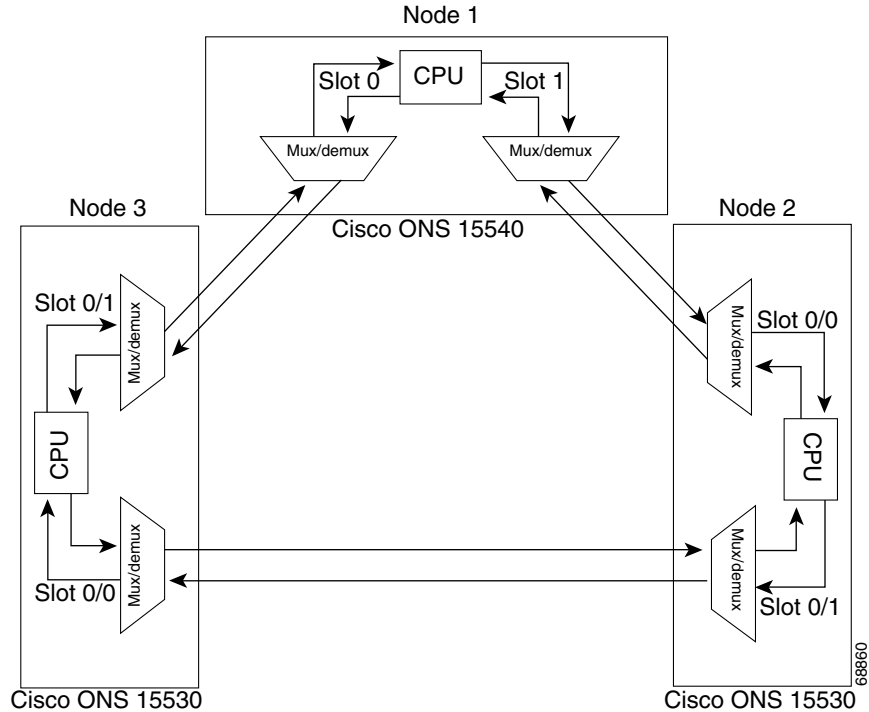 Node 1
Slot 0
CPU
Slot 1
Mux/demux
Mux/demux
Cisco ONS 15540
Node 3
Slot 0/1
Mux/demux
CPU
Mux/demux
Slot 0/0
Cisco ONS 15530
Node 2
Mux/demux
Slot 0/0
CPU
Mux/demux
Slot 0/1
68860
Cisco ONS 15530